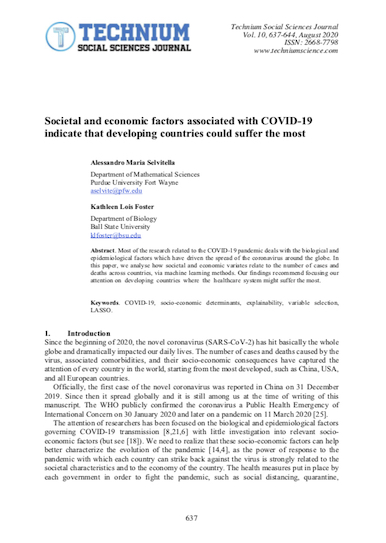 TECHNIUM
SOCIAL SCIENCES JOURNAL
Technium Social Sciences Journal
Vol. 10, 637-644, August 2020
ISSN: 2668-7798
www.techniumscience.com
Societal and economic factors associated with COVID-19
indicate that developing countries could suffer the most
Alessandro Maria Selvitella
Department of Mathematical Sciences
Purdue University Fort Wayne
aselvite@pfw.edu
Kathleen Lois Foster
Department of Biology
Ball State University
klfoster@bsu.edu
Abstract. Most of the research related to the COVID-19 pandemic deals with the biological and
epidemiological factors which have driven the spread of the coronavirus around the globe. In
this paper, we analyse how societal and economic variates relate to the number of cases and
deaths across countries, via machine learning methods. Our findings recommend focusing our
attention on developing countries where the healthcare system might suffer the most.
Keywords. COVID-19, socio-economic determinants, explainability, variable selection,
LASSO.
1. Introduction
Since the beginning of 2020, the novel coronavirus (SARS-CoV-2) has hit basically the whole
globe and dramatically impacted our daily lives. The number of cases and deaths caused by the
virus, associated comorbidities, and their socio-economic consequences have captured the
attention of every country in the world, starting from the most developed, such as China, USA,
and all European countries.
Officially, the first case of the novel coronavirus was reported in China on 31 December
2019. Since then it spread globally and it is still among us at the time of writing of this
manuscript. The WHO publicly confirmed the coronavirus a Public Health Emergency of
International Concern on 30 January 2020 and later on a pandemic on 11 March 2020 [25].
The attention of researchers has been focused on the biological and epidemiological factors
governing COVID-19 transmission [8,21,6] with little investigation into relevant socio-
economic factors (but see [18]). We need to realize that these socio-economic factors can help
better characterize the evolution of the pandemic [14,4], as the power of response to the
pandemic with which each country can strike back against the virus is strongly related to the
societal characteristics and to the economy of the country. The health measures put in place by
each government in order to fight the pandemic, such as social distancing, quarantine,
637